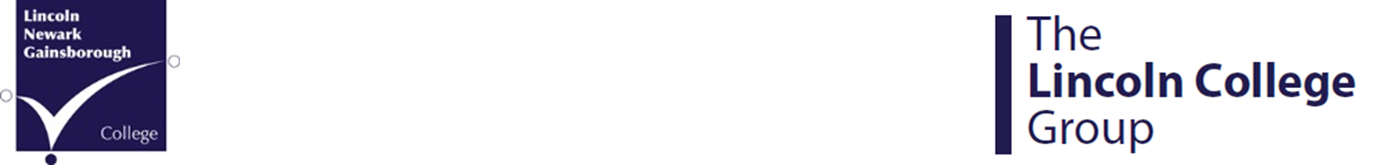 Lincoln
Newark
Gainsborough
College
The
Lincoln College
Group